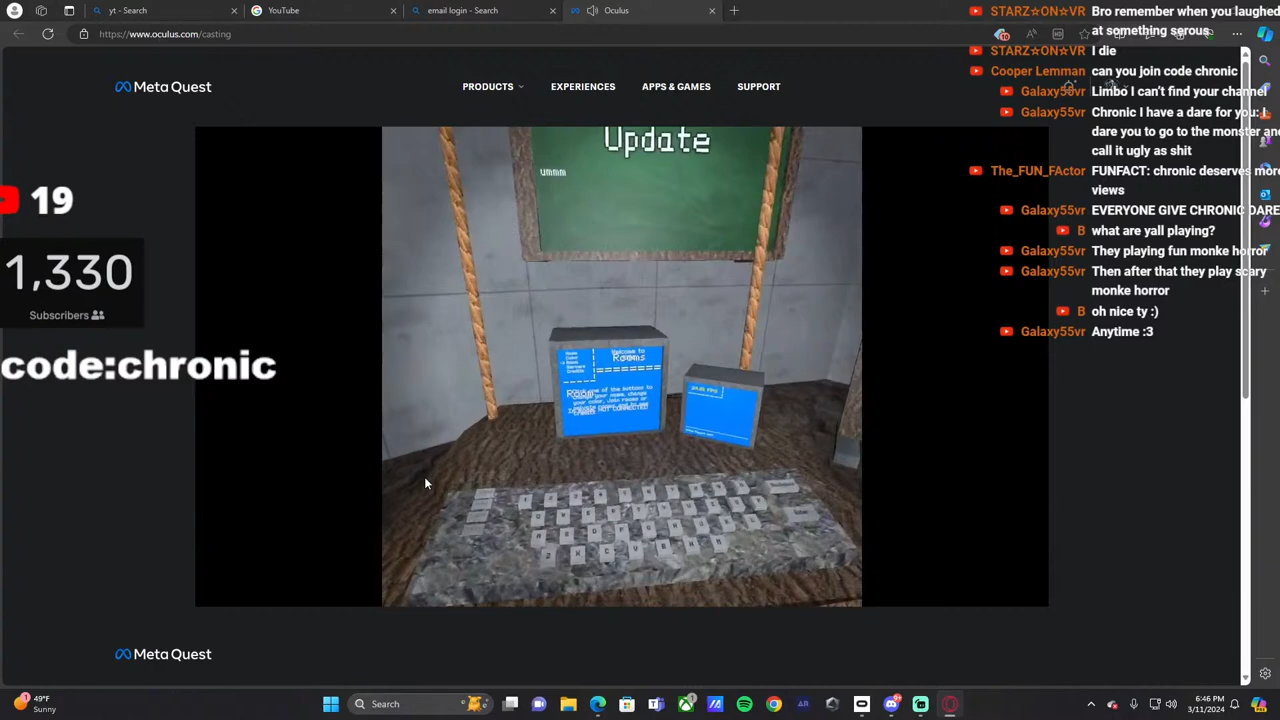 yt - Search
YouTube
email login - Search
Oculus
https://www.oculus.com/casting
Meta Quest
PRODUCTS
EXPERIENCES
APPS & GAMES
SUPPORT
19
1,330
Subscribers
code:chronic
Update
ummm
Welcome to
Rooms
STARZ☆ON☆VR Bro remember when you laughed
at something serous
STARZ☆ON☆VR I die
Cooper Lemman can you join code chronic
Galaxy55vr Limbo I can't find your channel
Galaxy55vr Chronic I have a dare for you: I
dare you to go to the monster and
call it ugly as shit
The_FUN_FActor FUNFACT: chronic deserves more
views
Galaxy55vr EVERYONE GIVE CHRONIC DARE
B what are yall playing?
Galaxy55vr They playing fun monke horror
Galaxy55vr Then after that they play scary
monke horror
B oh nice ty :)
Galaxy55vr Anytime :3
Meta Quest
49°F
Sunny
Search
6:46 PM
3/11/2024